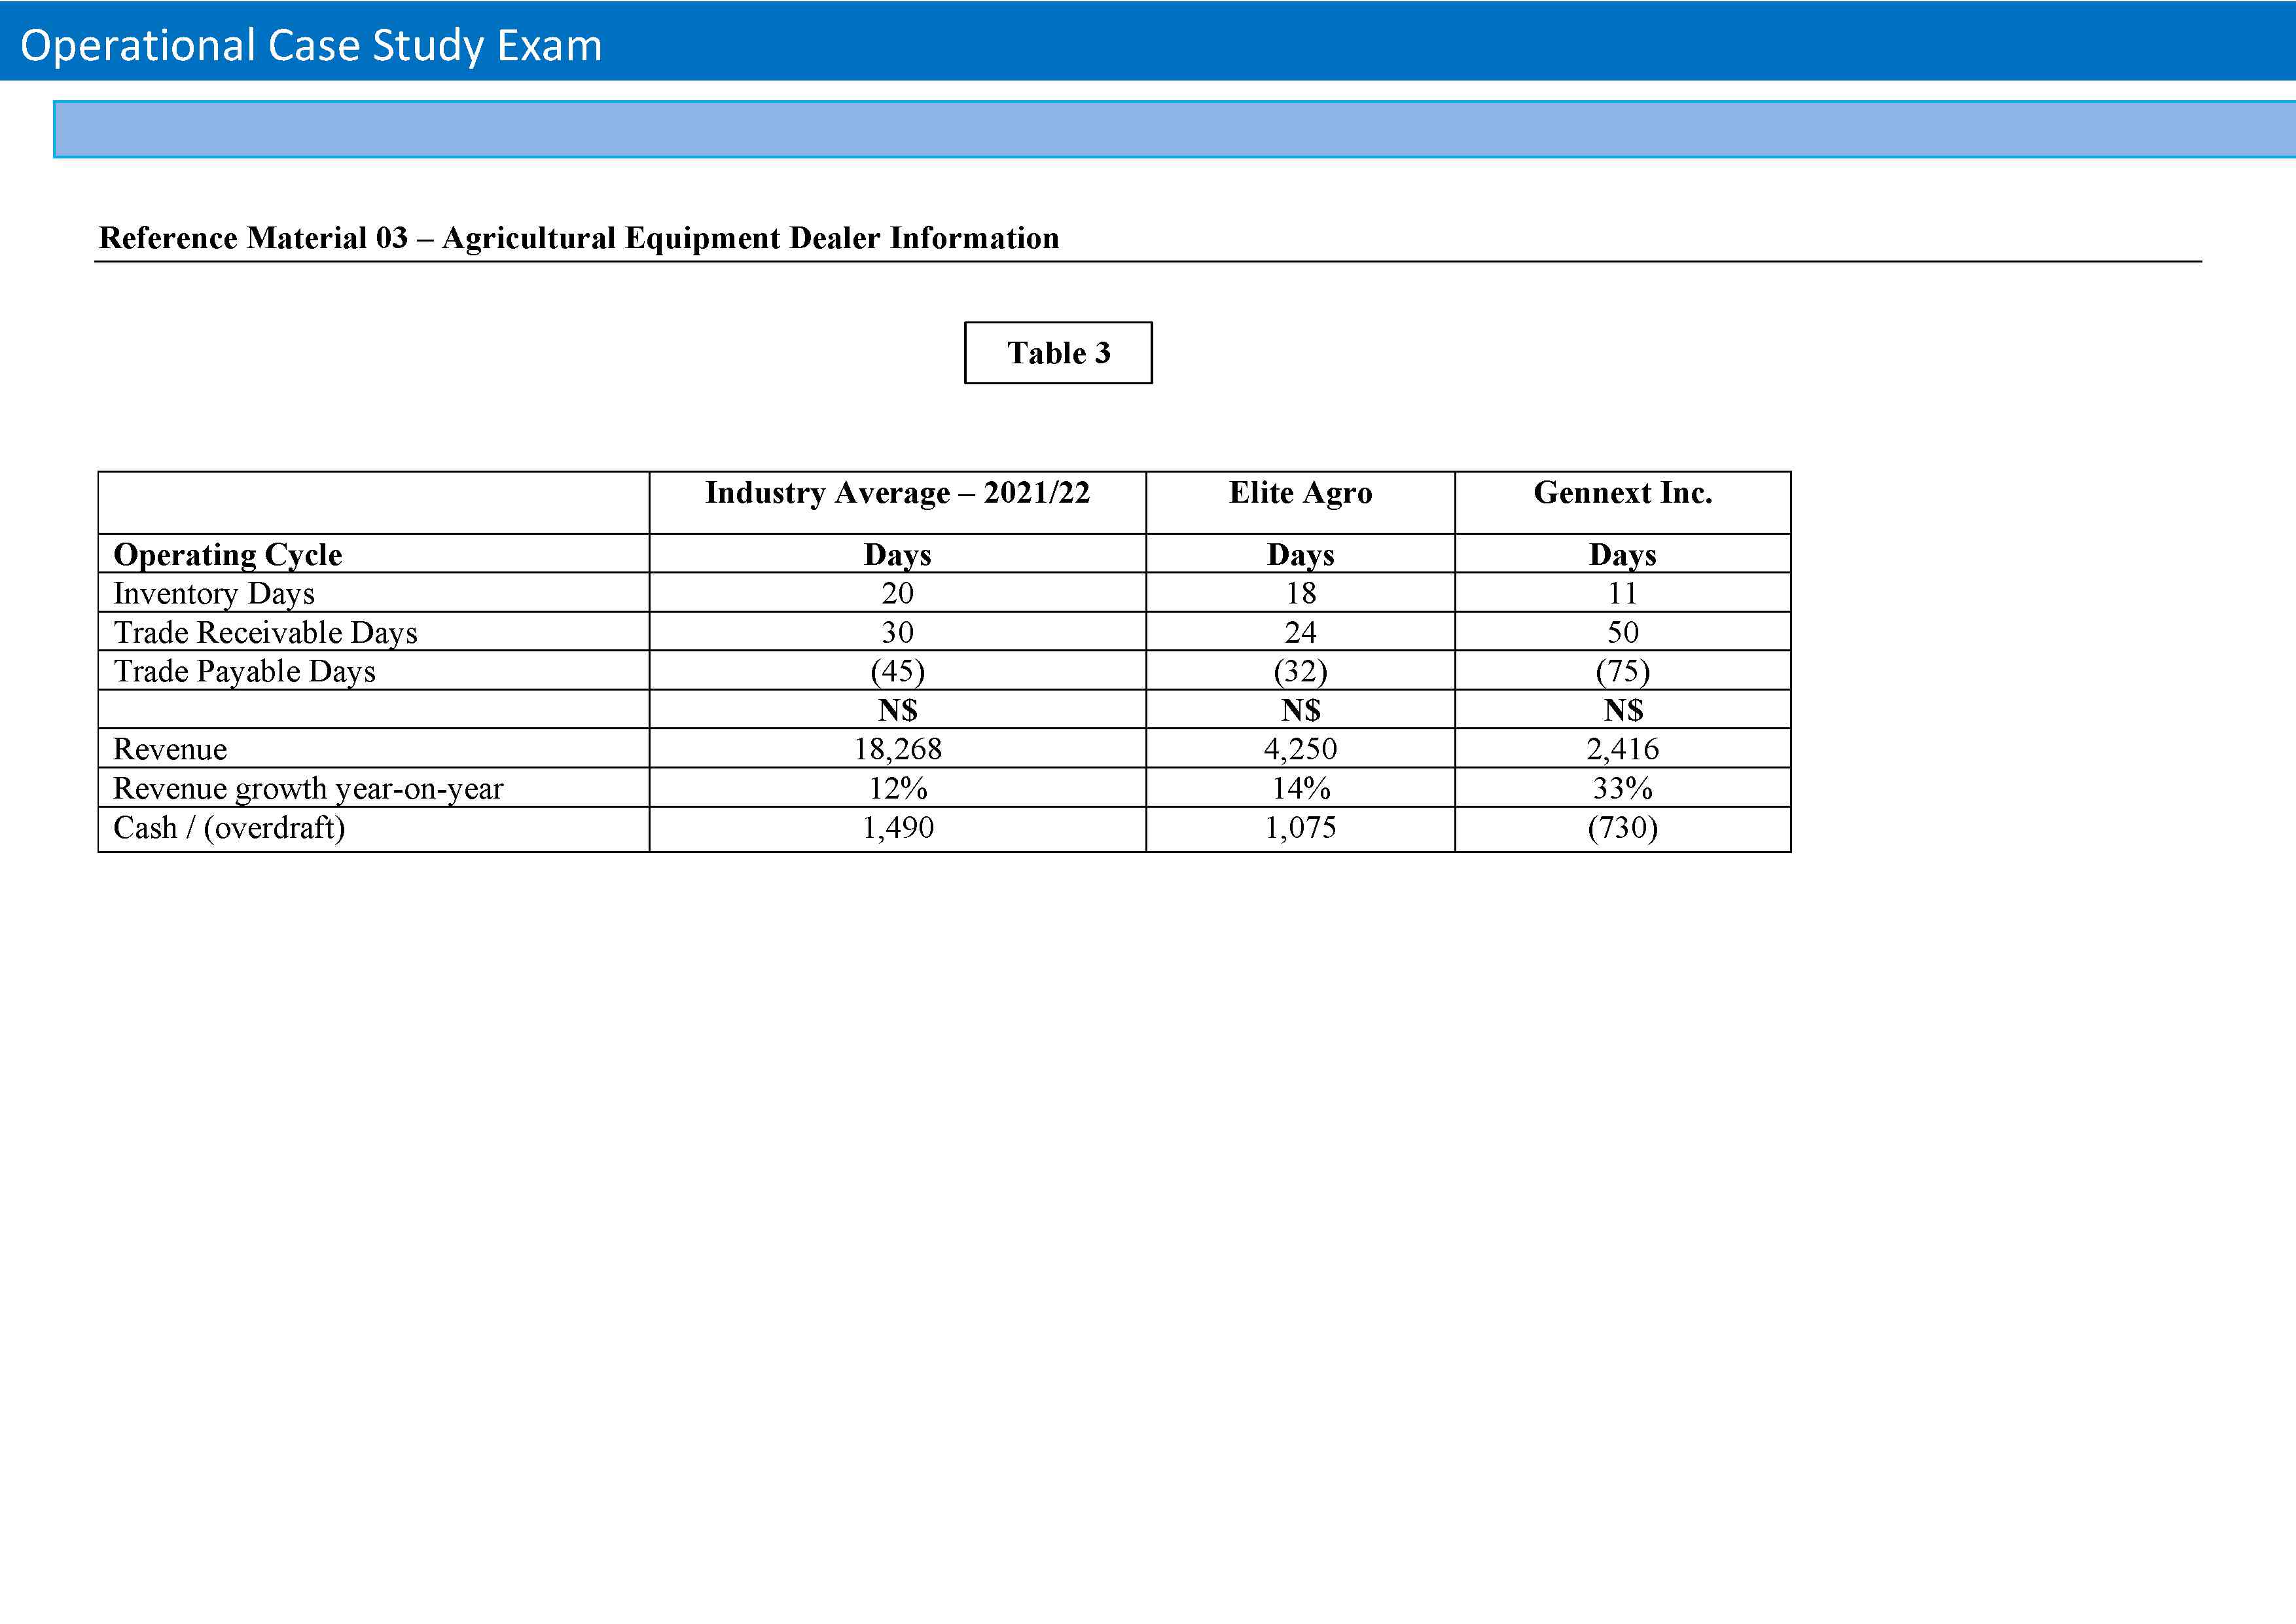 Operational Case Study Exam
Reference Material 03 – Agricultural Equipment Dealer Information
Table 3
Industry Average – 2021/22 Elite Agro Gennext Inc.
Operating Cycle Days Days Days
Inventory Days 20 18 11
Trade Receivable Days 30 24 50
Trade Payable Days (45) (32) (75)
N$ N$ N$
Revenue 18,268 4,250 2,416
Revenue growth year-on-year 12% 14% 33%
Cash / (overdraft) 1,490 1,075 (730)